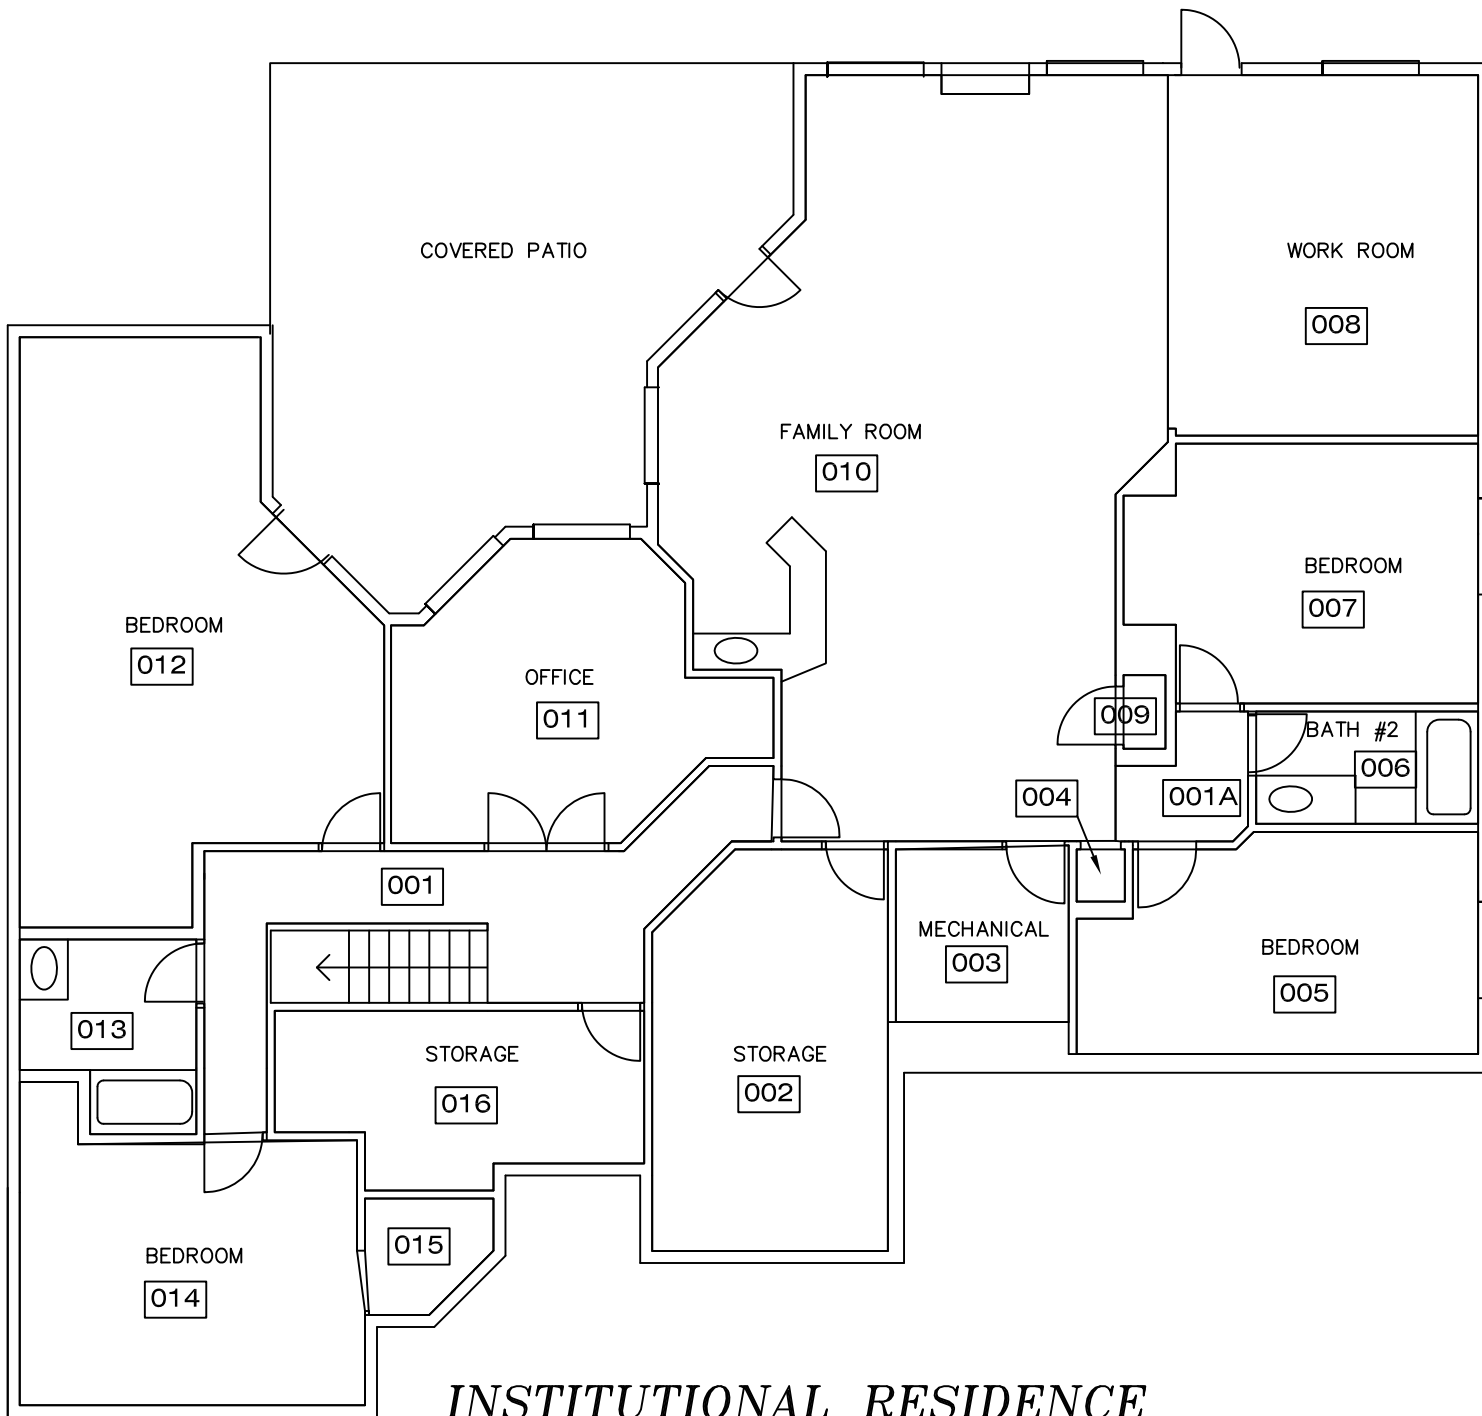 COVERED PATIO
WORK ROOM
008
FAMILY ROOM
010
BEDROOM
007
BEDROOM
012
OFFICE
011
009
BATH #2
006
004
001A
001
MECHANICAL
003
BEDROOM
005
013
STORAGE
016
STORAGE
002
015
BEDROOM
014
INSTITUTIONAL RESIDENCE